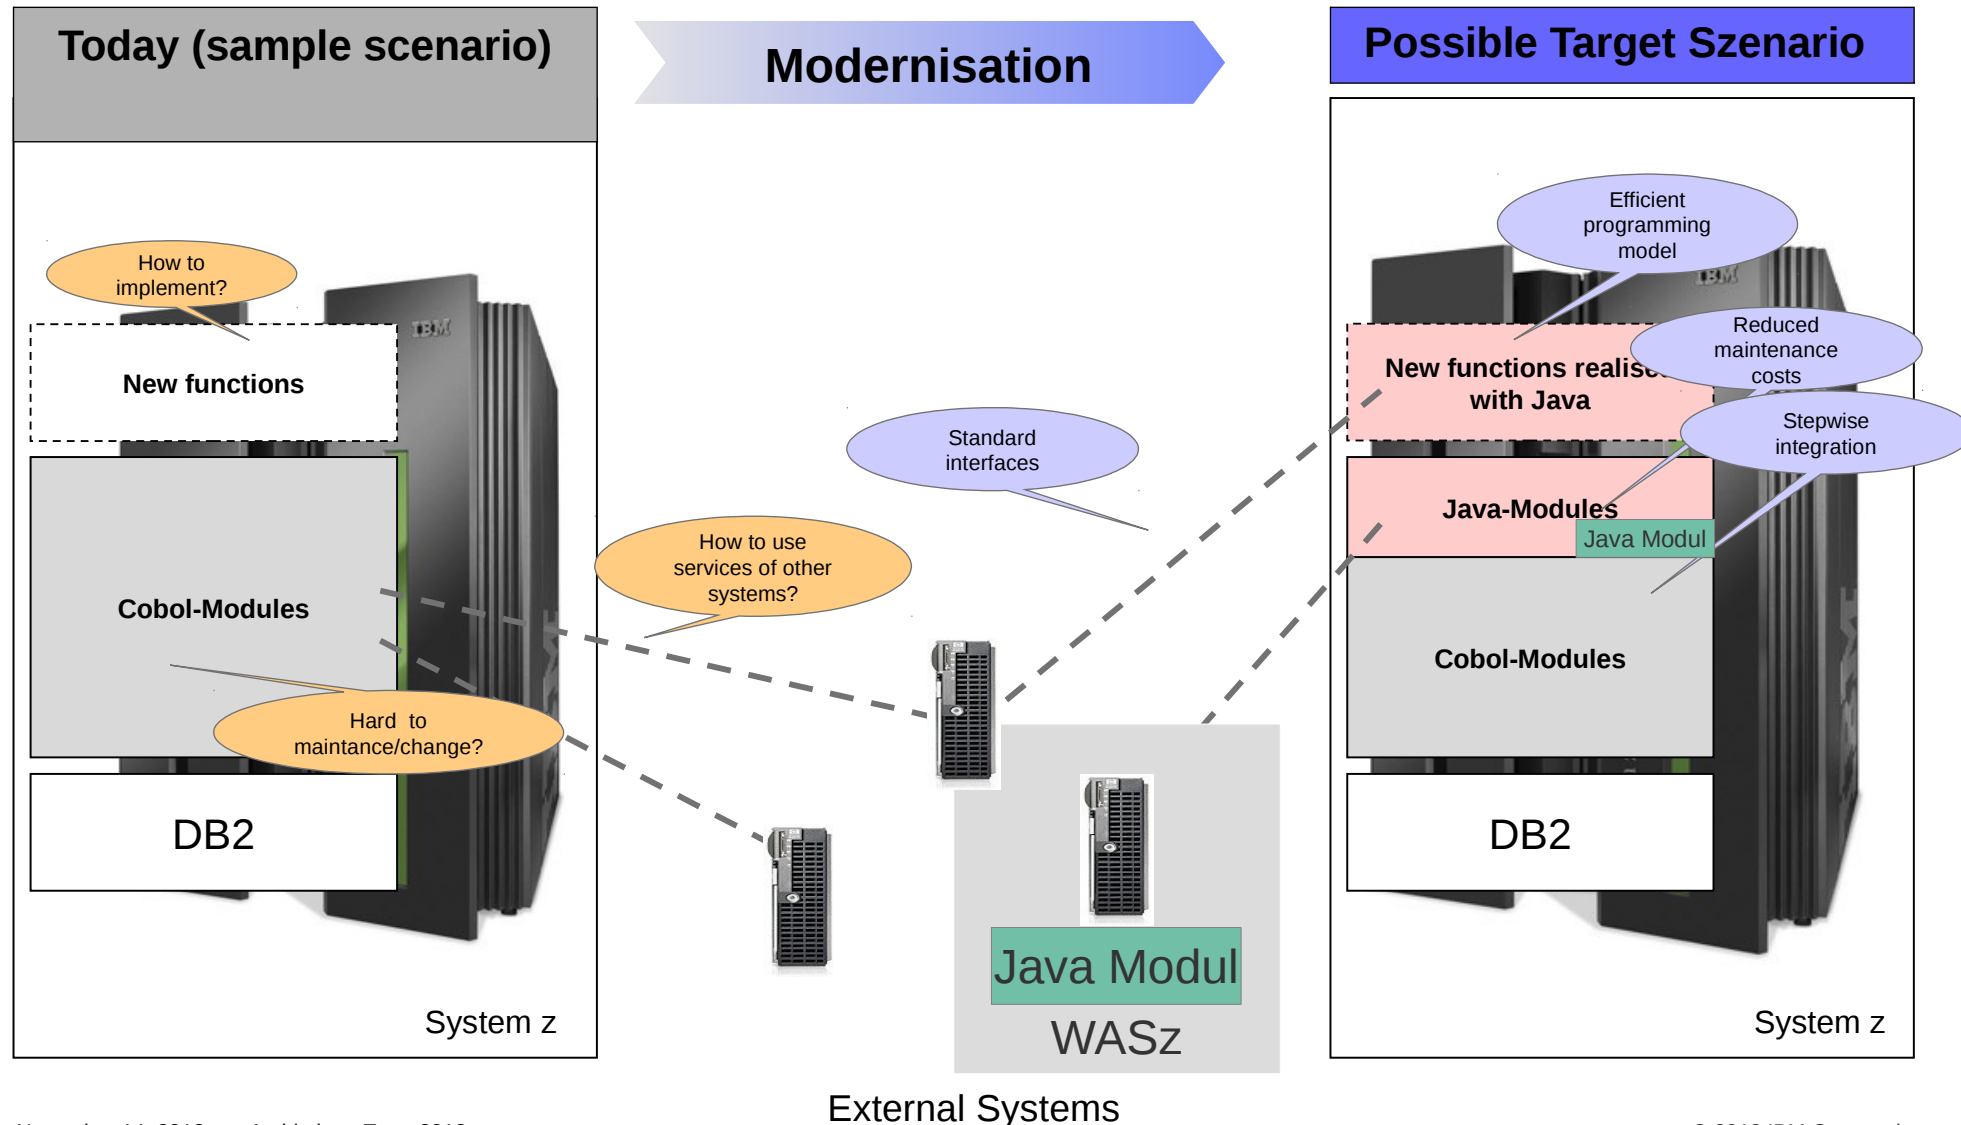 Today (sample scenario)
Modernisation
Possible Target Szenario
How to
implement?
IBM
New functions
Cobol-Modules
Hard to
maintance/change?
DB2
System z
How to use
services of other
systems?
Standard
interfaces
Java Modul
WASz
External Systems
Efficient
programming
model
IBM
Reduced
maintenance
costs
New functions
with Java
Stepwise
integration
Java-Modules
Java Modul
Cobol-Modules
DB2
System z